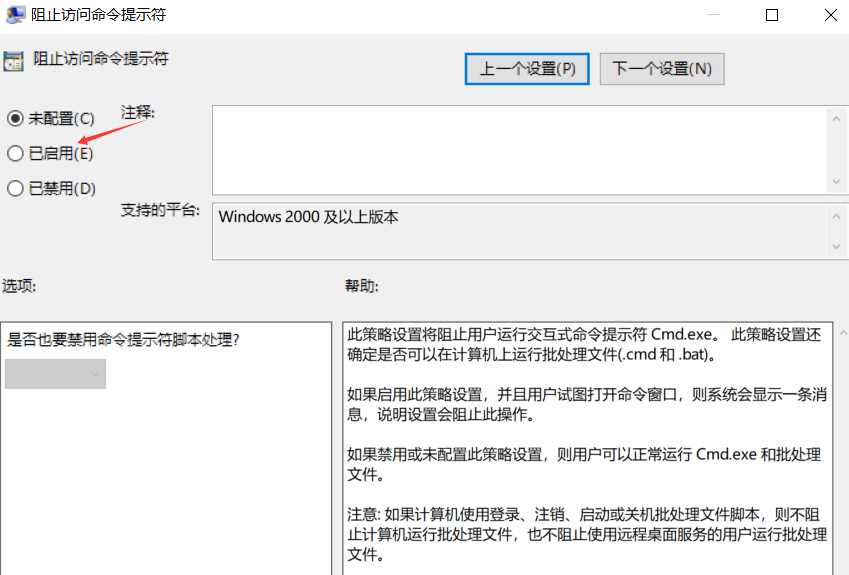 阻止访问命令提示符
阻止访问命令提示符
上一个设置(P)
下一个设置(N)
未配置(C)
注释:
已启用(E)
已禁用(D)
支持的平台:
Windows 2000 及以上版本
选项:
帮助:
是否也要禁用命令提示符脚本处理?
此策略设置将阻止用户运行交互式命令提示符 Cmd.exe。 此策略设置还
确定是否可以在计算机上运行批处理文件(.cmd 和 .bat)。
如果启用此策略设置，并且用户试图打开命令窗口，则系统会显示一条消
息，说明设置会阻止此操作。
如果禁用或未配置此策略设置，则用户可以正常运行 Cmd.exe 和批处理
文件。
注意: 如果计算机使用登录、注销、启动或关机批处理文件脚本，则不阻
止计算机运行批处理文件，也不阻止使用远程桌面服务的用户运行批处理
文件。